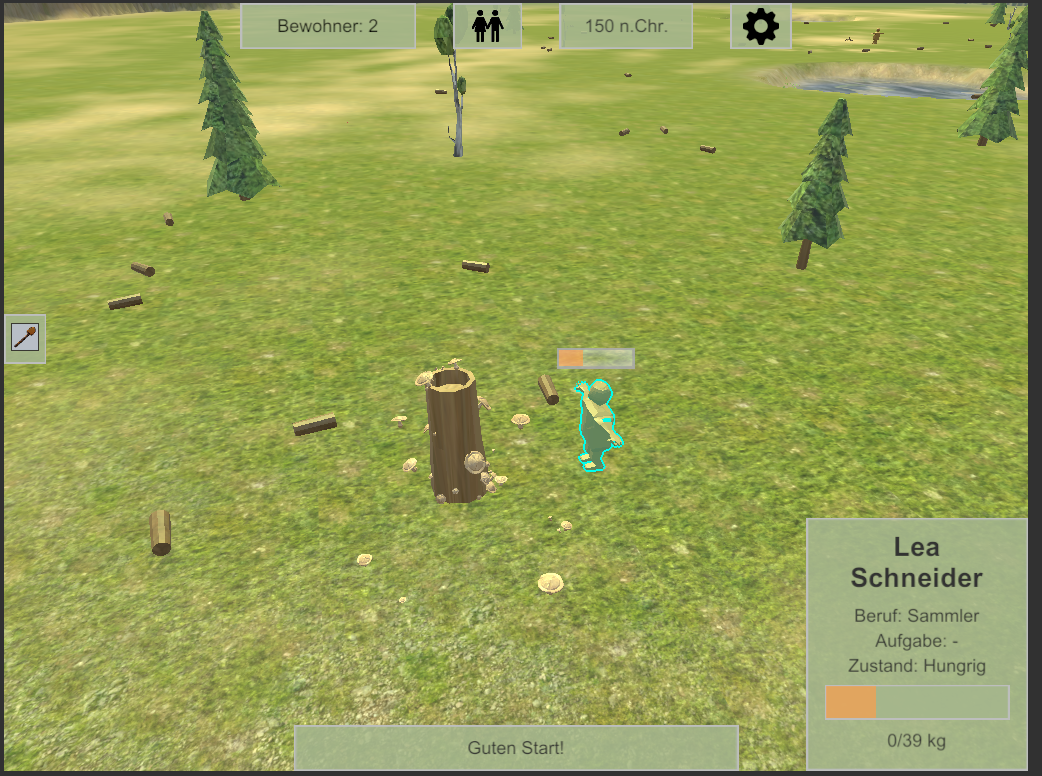 Bewohner: 2
150 n.Chr.
Lea
Schneider
Beruf: Sammler
Aufgabe: -
Zustand: Hungrig
0/39 kg
Guten Start!